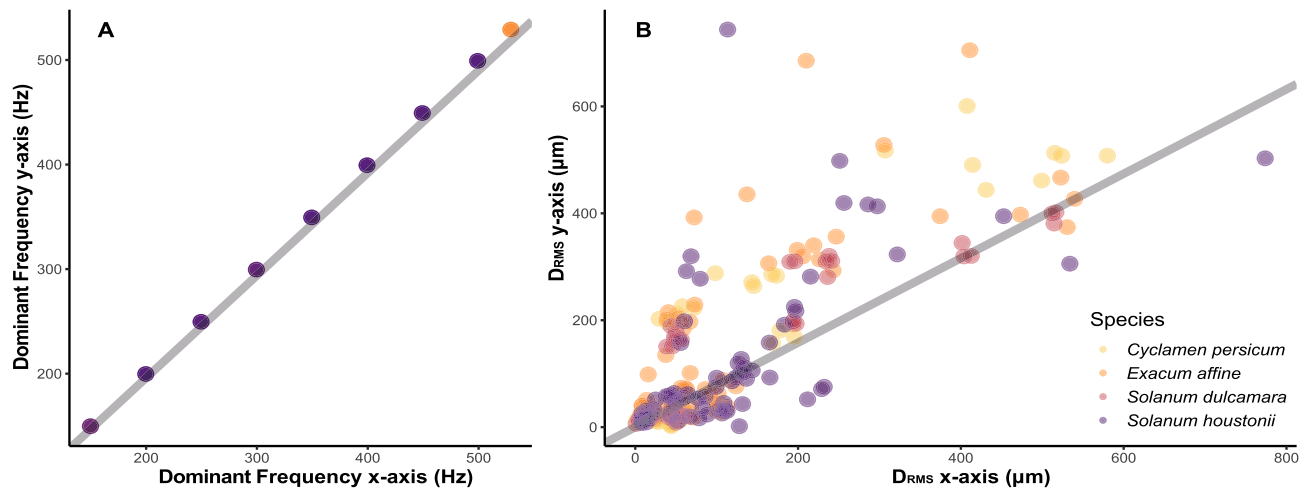 A
Dominant Frequency y-axis (Hz)
500
400
300
200
200
300
400
500
Dominant Frequency x-axis (Hz)
B
DRMS y-axis (µm)
600
400
200
0
0
200
400
600
800
DRMS x-axis (µm)
Species
Cyclamen persicum
Exacum affine
Solanum dulcamara
Solanum houstonii